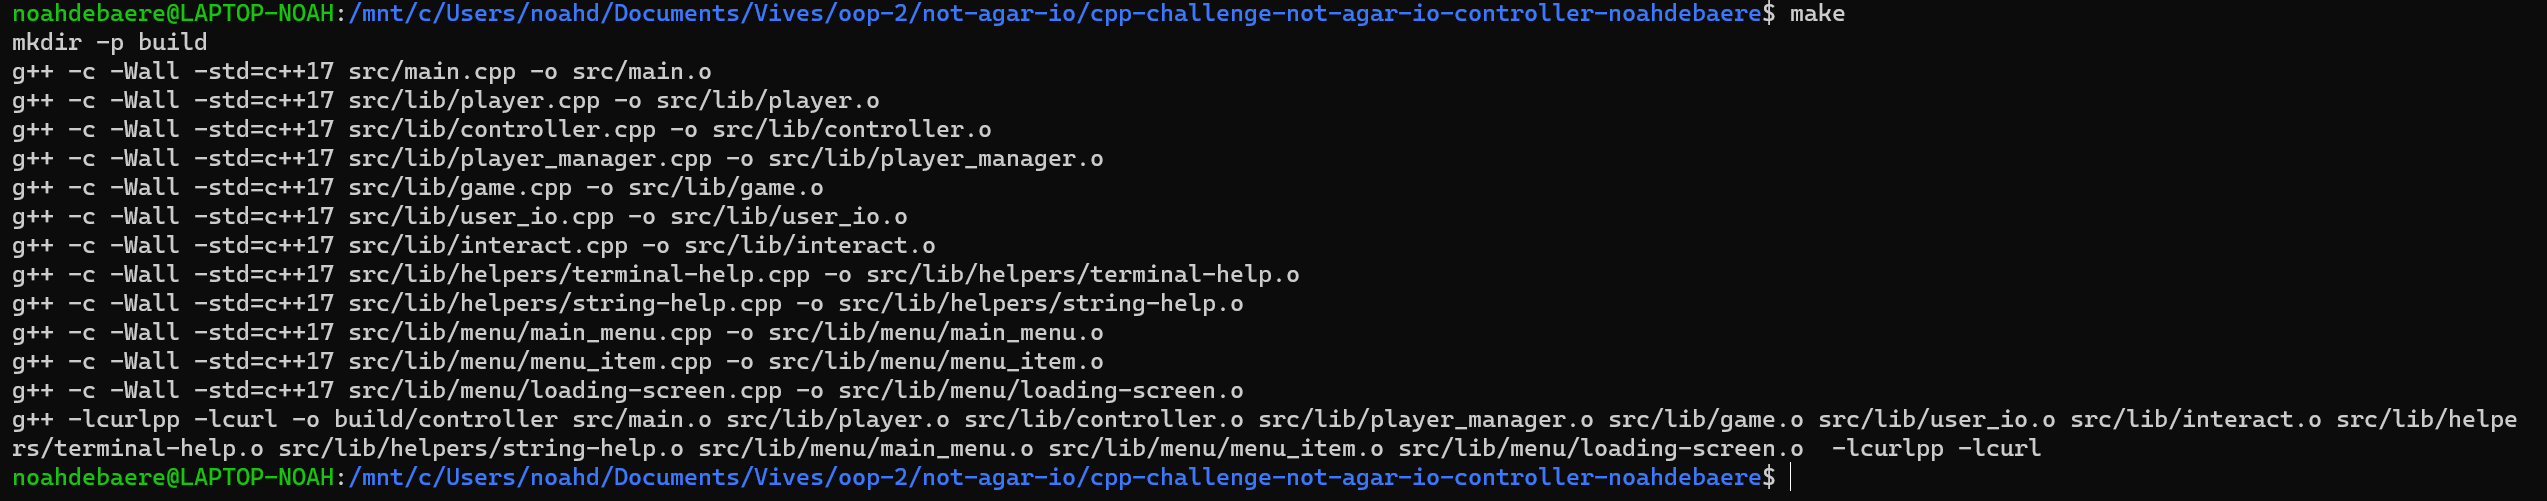 noahdebaere@LAPTOP-NOAH:/mnt/c/Users/noahd/Documents/Vives/oop-2/not-agar-io/cpp-challenge-not-agar-io-controller-noahdebaere$ make
mkdir -p build
g++ -c -Wall -std=c++17 src/main.cpp -o src/main.o
g++ -c -Wall -std=c++17 src/lib/player.cpp -o src/lib/player.o
g++ -c -Wall -std=c++17 src/lib/controller.cpp -o src/lib/controller.o
g++ -c -Wall -std=c++17 src/lib/player_manager.cpp -o src/lib/player_manager.o
g++ -c -Wall -std=c++17 src/lib/game.cpp -o src/lib/game.o
g++ -c -Wall -std=c++17 src/lib/user_io.cpp -o src/lib/user_io.o
g++ -c -Wall -std=c++17 src/lib/interact.cpp -o src/lib/interact.o
g++ -c -Wall -std=c++17 src/lib/helpers/terminal-help.cpp -o src/lib/helpers/terminal-help.o
g++ -c -Wall -std=c++17 src/lib/helpers/string-help.cpp -o src/lib/helpers/string-help.o
g++ -c -Wall -std=c++17 src/lib/menu/main_menu.cpp -o src/lib/menu/main_menu.o
g++ -c -Wall -std=c++17 src/lib/menu/menu_item.cpp -o src/lib/menu/menu_item.o
g++ -c -Wall -std=c++17 src/lib/menu/loading-screen.cpp -o src/lib/menu/loading-screen.o
g++ -lcurlpp -lcurl -o build/controller src/main.o src/lib/player.o src/lib/controller.o src/lib/player_manager.o src/lib/game.o src/lib/user_io.o src/lib/interact.o src/lib/helpe
rs/terminal-help.o src/lib/helpers/string-help.o src/lib/menu/main_menu.o src/lib/menu/menu_item.o src/lib/menu/loading-screen.o  -lcurlpp -lcurl
noahdebaere@LAPTOP-NOAH:/mnt/c/Users/noahd/Documents/Vives/oop-2/not-agar-io/cpp-challenge-not-agar-io-controller-noahdebaere$